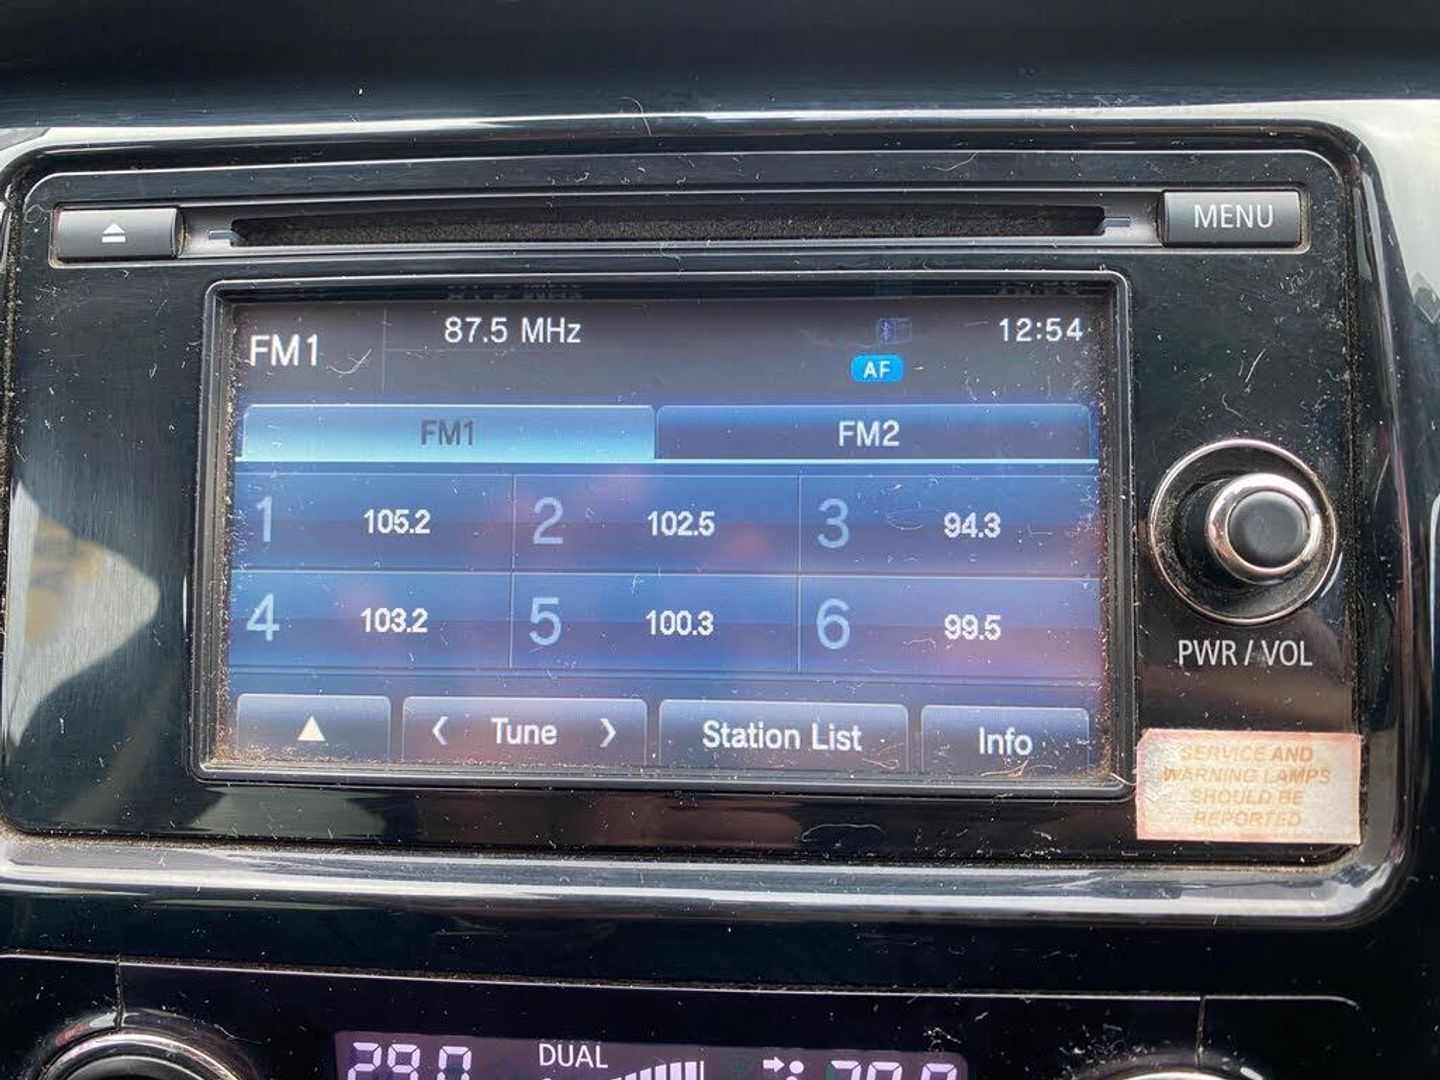 MENU
FM1 87.5 MHz 12:54
AF
FM1 FM2
1 105.2 2 102.5 3 94.3
4 103.2 5 100.3 6 99.5
Tune Station List Info
PWR / VOL
SERVICE AND
WARNING LAMPS
SHOULD BE
REPORTED
29.0 DUAL